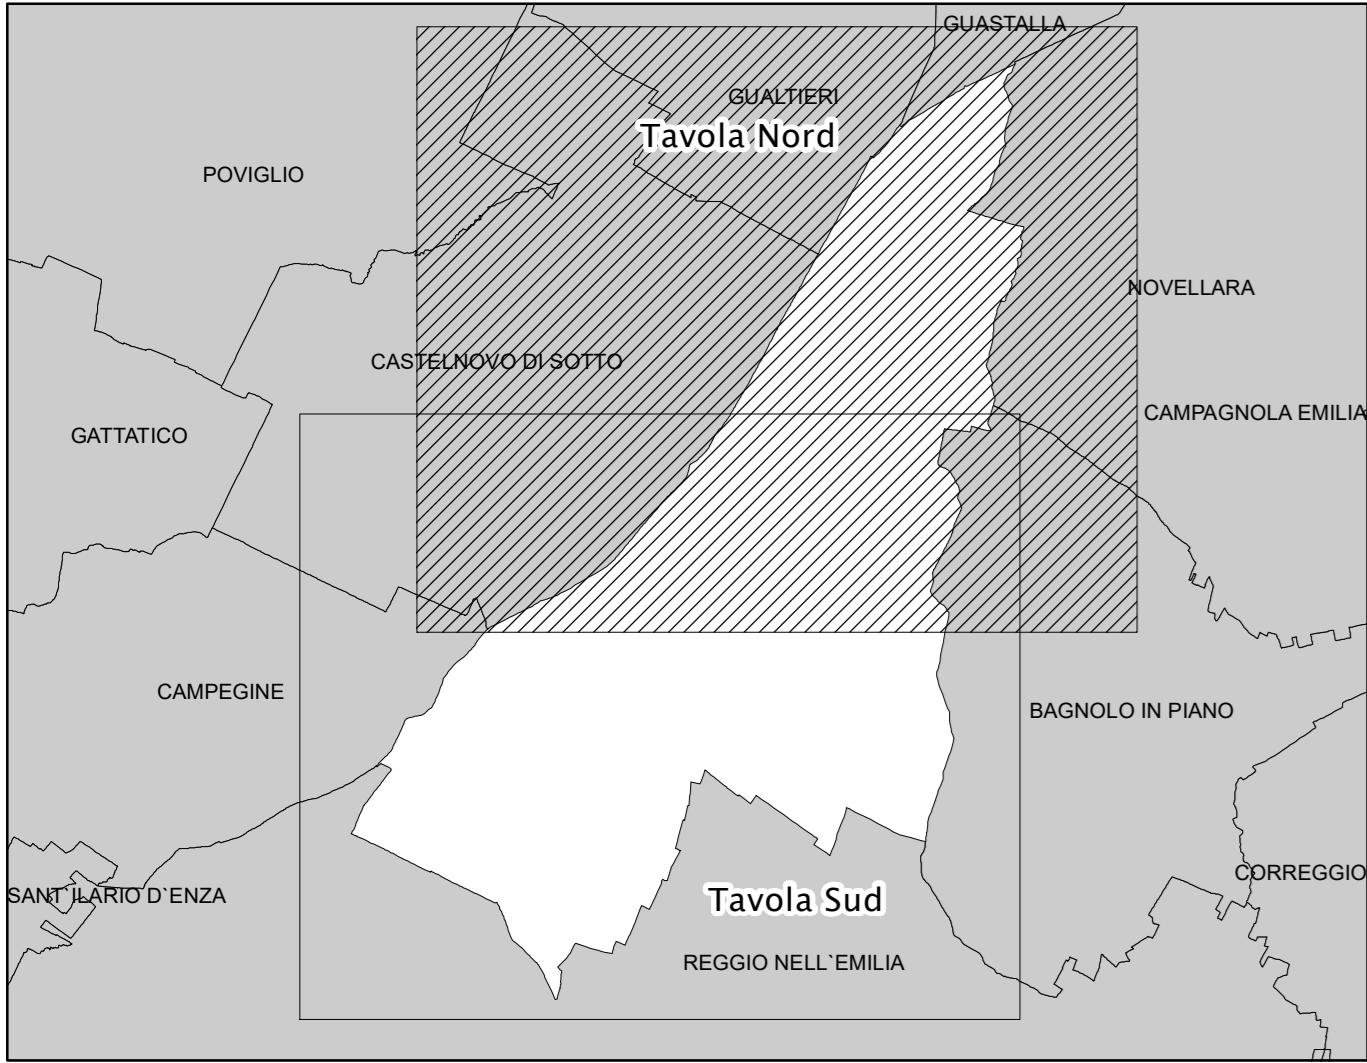 GUASTALLA
GUALTIERI
Tavola Nord
POVIGLIO
NOVELLARA
CASTELNOVO DI SOTTO
CAMPAGNOLA EMILIA
GATTATICO
CAMPEGINE
BAGNOLO IN PIANO
CORREGGIO
SANT`ILARIO D`ENZA
Tavola Sud
REGGIO NELL`EMILIA